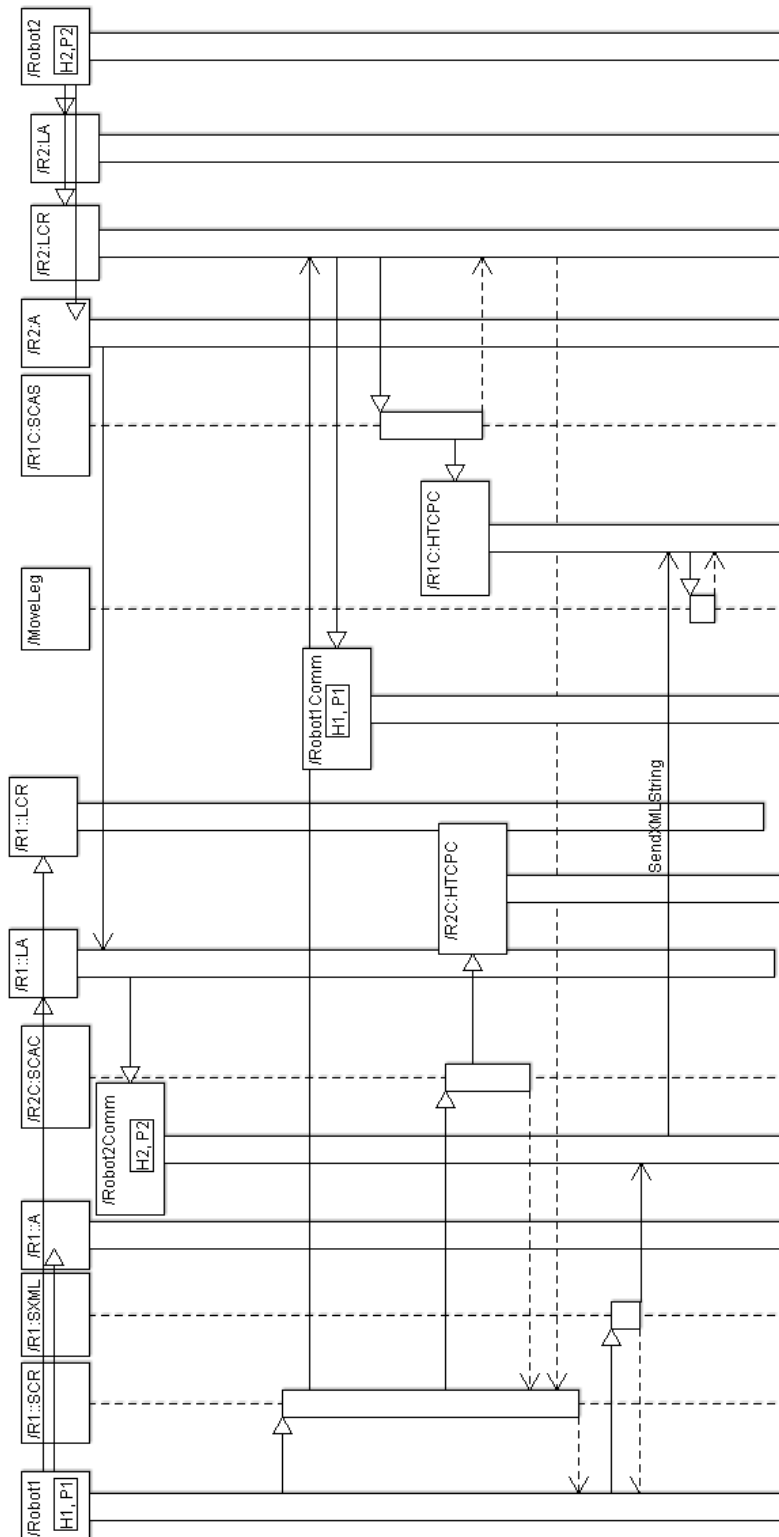 /Robot1
H1, P1
/R1::SCR
/R1:SXML
/R1::A
/Robot2Comm
H2, P2
/R2C:SCAC
/R1::LA
/R2C:HTCPC
/R1::LCR
SendXMLString
/Robot1Comm
H1, P1
/MoveLeg
/R1C:HTCPC
/R1C:SCAS
/R2:A
/R2:LCR
/R2:LA
/Robot2
H2,P2